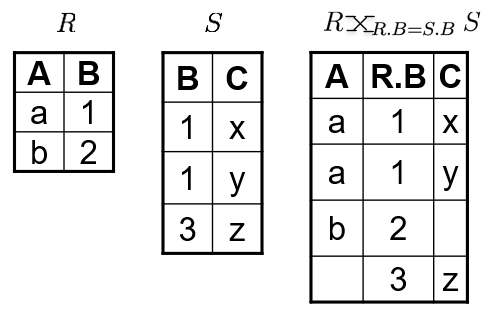 R
A B
a 1
b 2
S
B C
1 x
1 y
3 z
R⟗R.B=S.B S
A R.B C
a 1 x
a 1 y
b 2
3 z